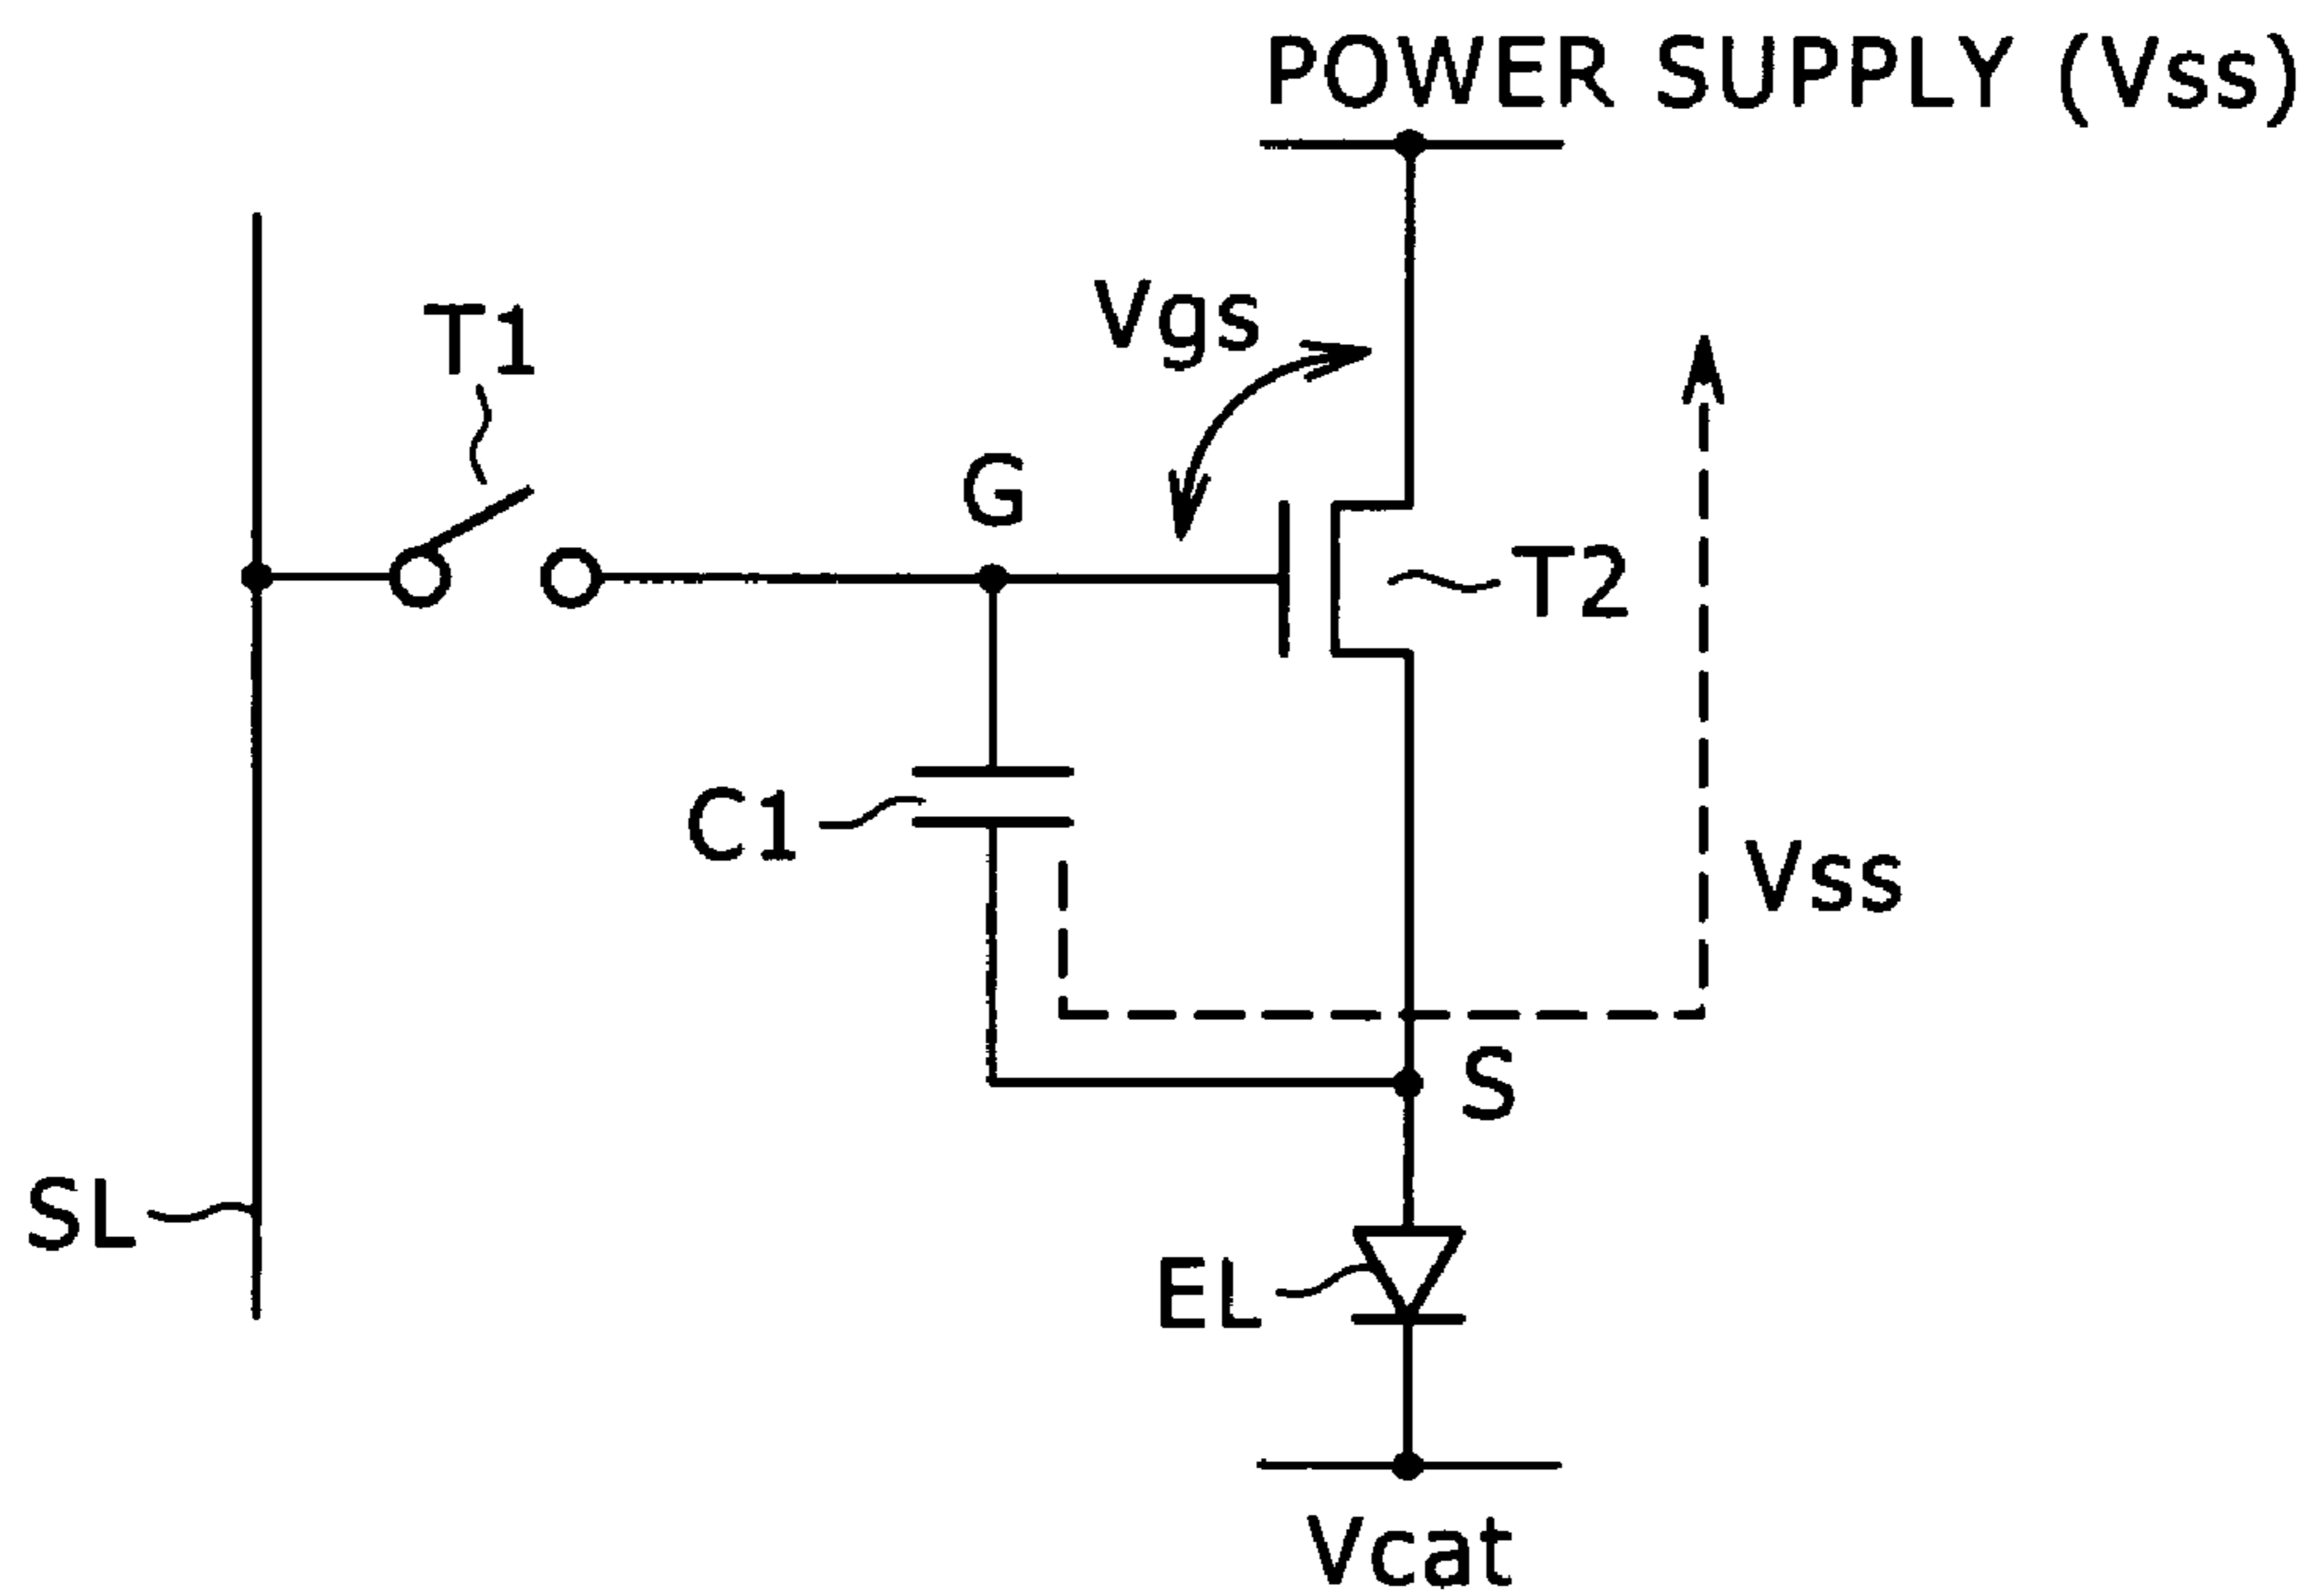 POWER SUPPLY (Vss)
T1
Vgs
G
T2
C1
Vss
S
SL
EL
Vcat